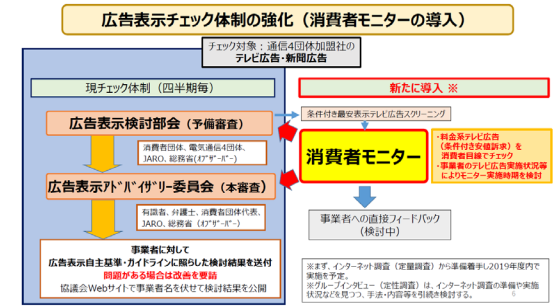 広告表示チェック体制の強化（消費者モニターの導入）
チェック対象：通信4団体加盟社の
テレビ広告・新聞広告
現チェック体制（四半期毎）
新たに導入 ※
広告表示検討部会（予備審査）
条件付き最安表示テレビ広告スクリーニング
消費者団体、電気通信4団体、
JARO、総務省（ｵﾌﾞｻﾞｰﾊﾞｰ）
消費者モニター
・料金系テレビ広告
（条件付き安値訴求）を
消費者目線でチェック
・事業者のテレビ広告実施状況等
によりモニター実施時期を検討
広告表示ｱﾄﾞﾊﾞｲｻﾞﾘｰ委員会（本審査）
有識者、弁護士、消費者団体代表、
JARO、総務省（ｵﾌﾞｻﾞｰﾊﾞｰ）
事業者への直接フィードバック
（検討中）
事業者に対して
広告表示自主基準・ガイドラインに照らした検討結果を送付
問題がある場合は改善を要請
協議会Webサイトで事業者名を伏せて検討結果を公開
※まず、インターネット調査（定量調査）から準備着手し2019年度内で
実施を予定。
※グループインタビュー（定性調査）は、インターネット調査の準備や実施
状況などを見つつ、手法・内容等を引続き検討する。
6